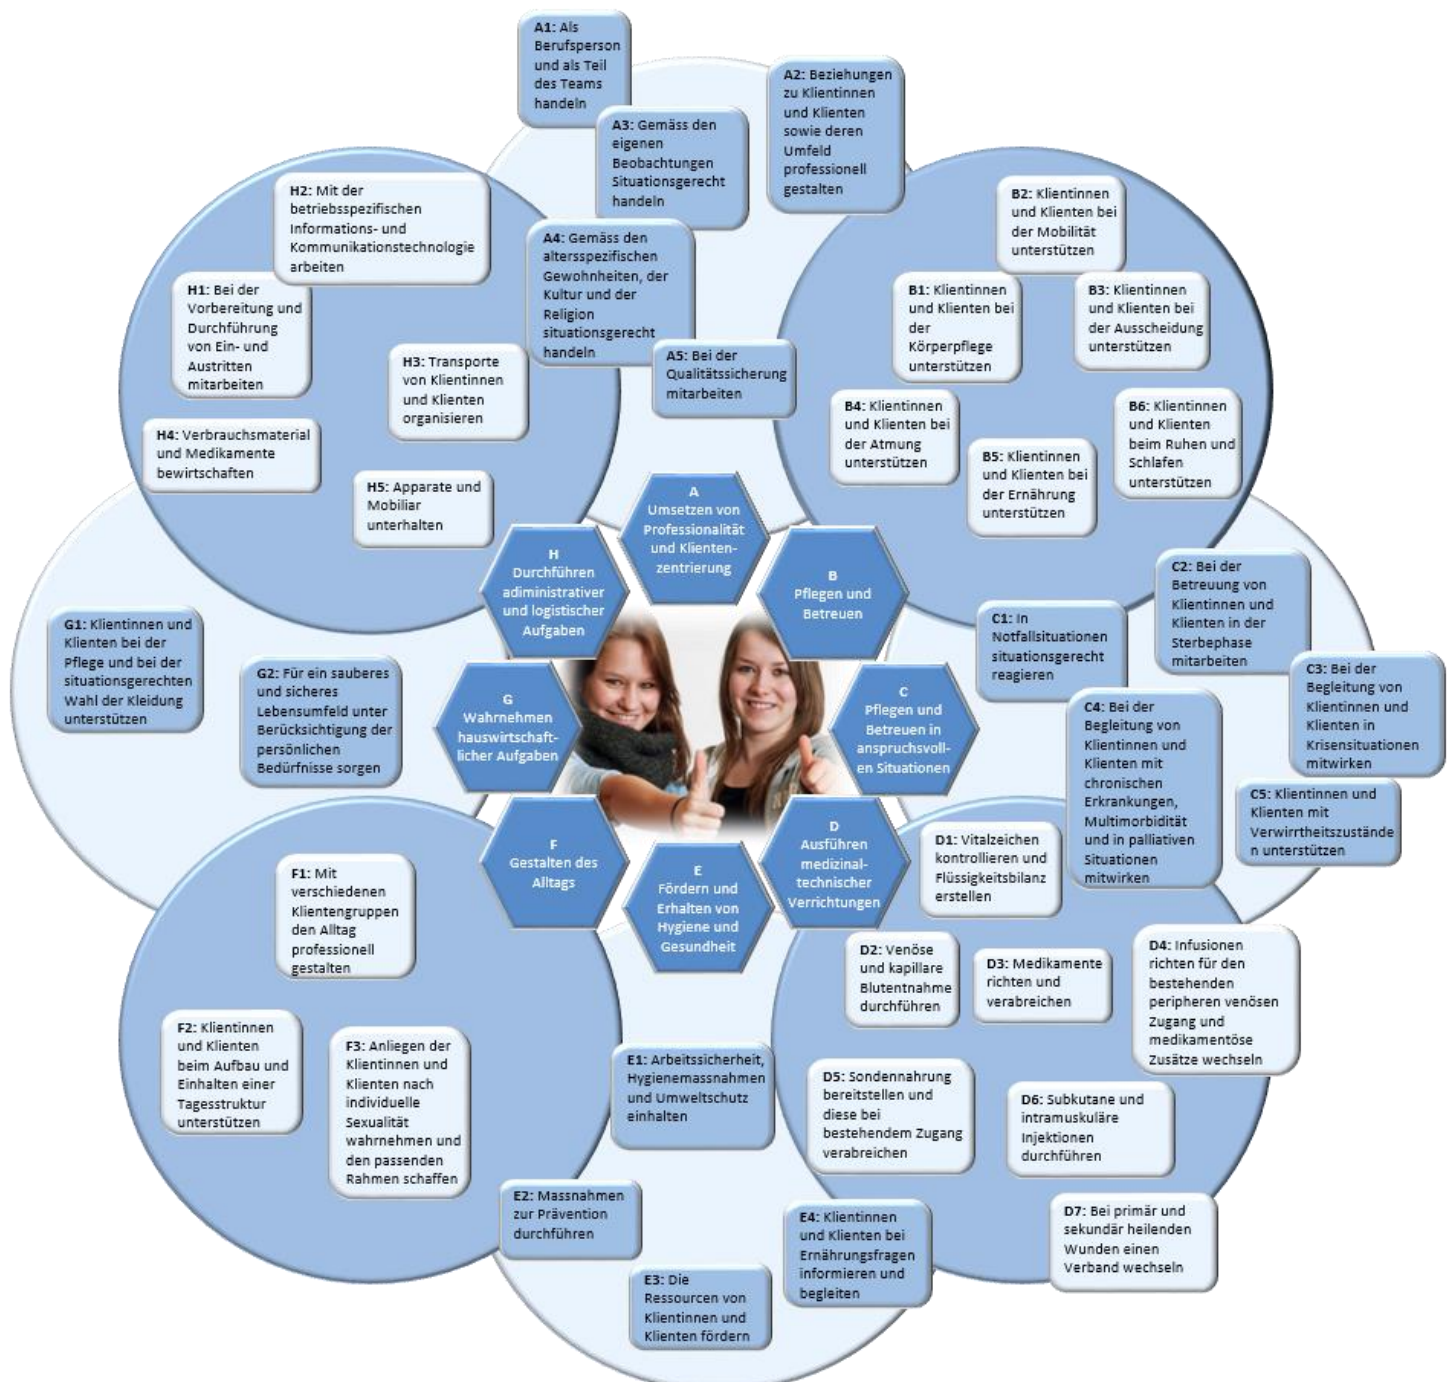 A1: Als
Berufsperson
und als Teil
des Teams
handeln
A2: Beziehungen
zu Klientinnen
und Klienten
sowie deren
Umfeld
professionell
gestalten
A3: Gemäss den
eigenen
Beobachtungen
Situationsgerecht
handeln
A4: Gemäss den
altersspezifischen
Gewohnheiten, der
Kultur und der
Religion
situationsgerecht
handeln
A5: Bei der
Qualitätssicherung
mitarbeiten
H2: Mit der
betriebsspezifischen
Informations- und
Kommunikationstechnologie
arbeiten
H1: Bei der
Vorbereitung und
Durchführung
von Ein- und
Austritten
mitarbeiten
H3: Transporte
von Klientinnen
und Klienten
organisieren
H4: Verbrauchsmaterial
und Medikamente
bewirtschaften
H5: Apparate und
Mobiliar
unterhalten
B2: Klientinnen
und Klienten bei
der Mobilität
unterstützen
B1: Klientinnen
und Klienten bei
der
Körperpflege
unterstützen
B3: Klientinnen
und Klienten bei
der Ausscheidung
unterstützen
B4: Klientinnen
und Klienten bei
der Atmung
unterstützen
B5: Klientinnen
und Klienten bei
der Ernährung
unterstützen
B6: Klientinnen
und Klienten
beim Ruhen und
Schlafen
unterstützen
A
Umsetzen von
Professionalität
und Klienten-
zentrierung
H
Durchführen
adiministrativer
und logistischer
Aufgaben
B
Pflegen und
Betreuen
G
Wahrnehmen
hauswirtschaft-
licher Aufgaben
C
Pflegen und
Betreuen in
anspruchsvoll-
en Situationen
F
Gestalten des
Alltags
E
Fördern und
Erhalten von
Hygiene und
Gesundheit
D
Ausführen
medizinal-
technischer
Verrichtungen
G1: Klientinnen und
Klienten bei der
Pflege und bei der
situationsgerechten
Wahl der Kleidung
unterstützen
G2: Für ein sauberes
und sicheres
Lebensumfeld unter
Berücksichtigung der
persönlichen
Bedürfnisse sorgen
C1: In
Notfallsituationen
situationsgerecht
reagieren
C2: Bei der
Betreuung von
Klientinnen und
Klienten in der
Sterbephase
mitarbeiten
C3: Bei der
Begleitung von
Klientinnen und
Klienten in
Krisensituationen
mitwirken
C4: Bei der
Begleitung von
Klientinnen und
Klienten mit
chronischen
Erkrankungen,
Multimorbidität
und in palliativen
Situationen
mitwirken
C5: Klientinnen und
Klienten mit
Verwirrtheitszustände
n unterstützen
F1: Mit
verschiedenen
Klientengruppen
den Alltag
professionell
gestalten
F2: Klientinnen
und Klienten
beim Aufbau und
Einhalten einer
Tagesstruktur
unterstützen
F3: Anliegen der
Klientinnen und
Klienten nach
individuelle
Sexualität
wahrnehmen und
den passenden
Rahmen schaffen
D1: Vitalzeichen
kontrollieren und
Flüssigkeitsbilanz
erstellen
D2: Venöse
und kapillare
Blutentnahme
durchführen
D3: Medikamente
richten und
verabreichen
D4: Infusionen
richten für den
bestehenden
peripheren venösen
Zugang und
medikamentöse
Zusätze wechseln
D5: Sondennahrung
bereitstellen und
diese bei
bestehendem Zugang
verabreichen
D6: Subkutane und
intramuskuläre
Injektionen
durchführen
D7: Bei primär und
sekundär heilenden
Wunden einen
Verband wechseln
E1: Arbeitssicherheit,
Hygienemassnahmen
und Umweltschutz
einhalten
E2: Massnahmen
zur Prävention
durchführen
E3: Die
Ressourcen von
Klientinnen und
Klienten fördern
E4: Klientinnen
und Klienten bei
Ernährungsfragen
informieren und
begleiten